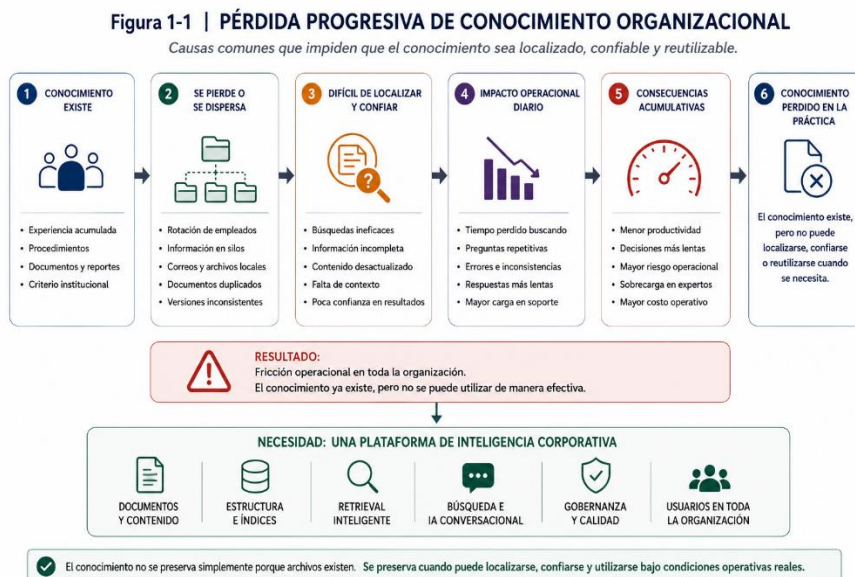 Figura 1-1 | PÉRDIDA PROGRESIVA DE CONOCIMIENTO ORGANIZACIONAL
Causas comunes que impiden que el conocimiento sea localizado, confiable y reutilizable.
1 CONOCIMIENTO
EXISTE
• Experiencia acumulada
• Procedimientos
• Documentos y reportes
• Criterio institucional
2 SE PIERDE O
SE DISPERSA
• Rotación de empleados
• Información en silos
• Correos y archivos locales
• Documentos duplicados
• Versiones inconsistentes
3 DIFÍCIL DE LOCALIZAR
Y CONFIAR
?
• Búsquedas ineficaces
• Información incompleta
• Contenido desactualizado
• Falta de contexto
• Poca confianza en resultados
4 IMPACTO OPERACIONAL
DIARIO
• Tiempo perdido buscando
• Preguntas repetitivas
• Errores e inconsistencias
• Respuestas más lentas
• Mayor carga en soporte
5 CONSECUENCIAS
ACUMULATIVAS
• Menor productividad
• Decisiones más lentas
• Mayor riesgo operacional
• Sobrecarga en expertos
• Mayor costo operativo
6 CONOCIMIENTO
PERDIDO EN LA
PRÁCTICA
El conocimiento existe,
pero no puede
localizarse, confiarse
o reutilizarse cuando
se necesita.
RESULTADO:
Fricción operacional en toda la organización.
El conocimiento ya existe, pero no se puede utilizar de manera efectiva.
NECESIDAD: UNA PLATAFORMA DE INTELIGENCIA CORPORATIVA
DOCUMENTOS
Y CONTENIDO
ESTRUCTURA
E ÍNDICES
RETRIEVAL
INTELIGENTE
BÚSQUEDA E
IA CONVERSACIONAL
GOBERNANZA
Y CALIDAD
USUARIOS EN TODA
LA ORGANIZACIÓN
El conocimiento no se preserva simplemente porque archivos existen. Se preserva cuando puede localizarse, confiarse y utilizarse bajo condiciones operativas reales.